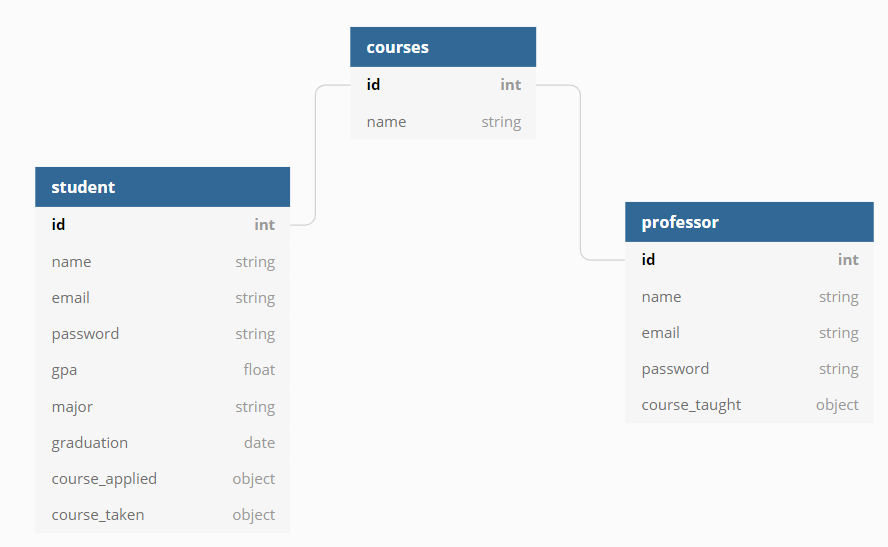 courses
id int
name string
student
id int
name string
email string
password string
gpa float
major string
graduation date
course_applied object
course_taken object
professor
id int
name string
email string
password string
course_taught object